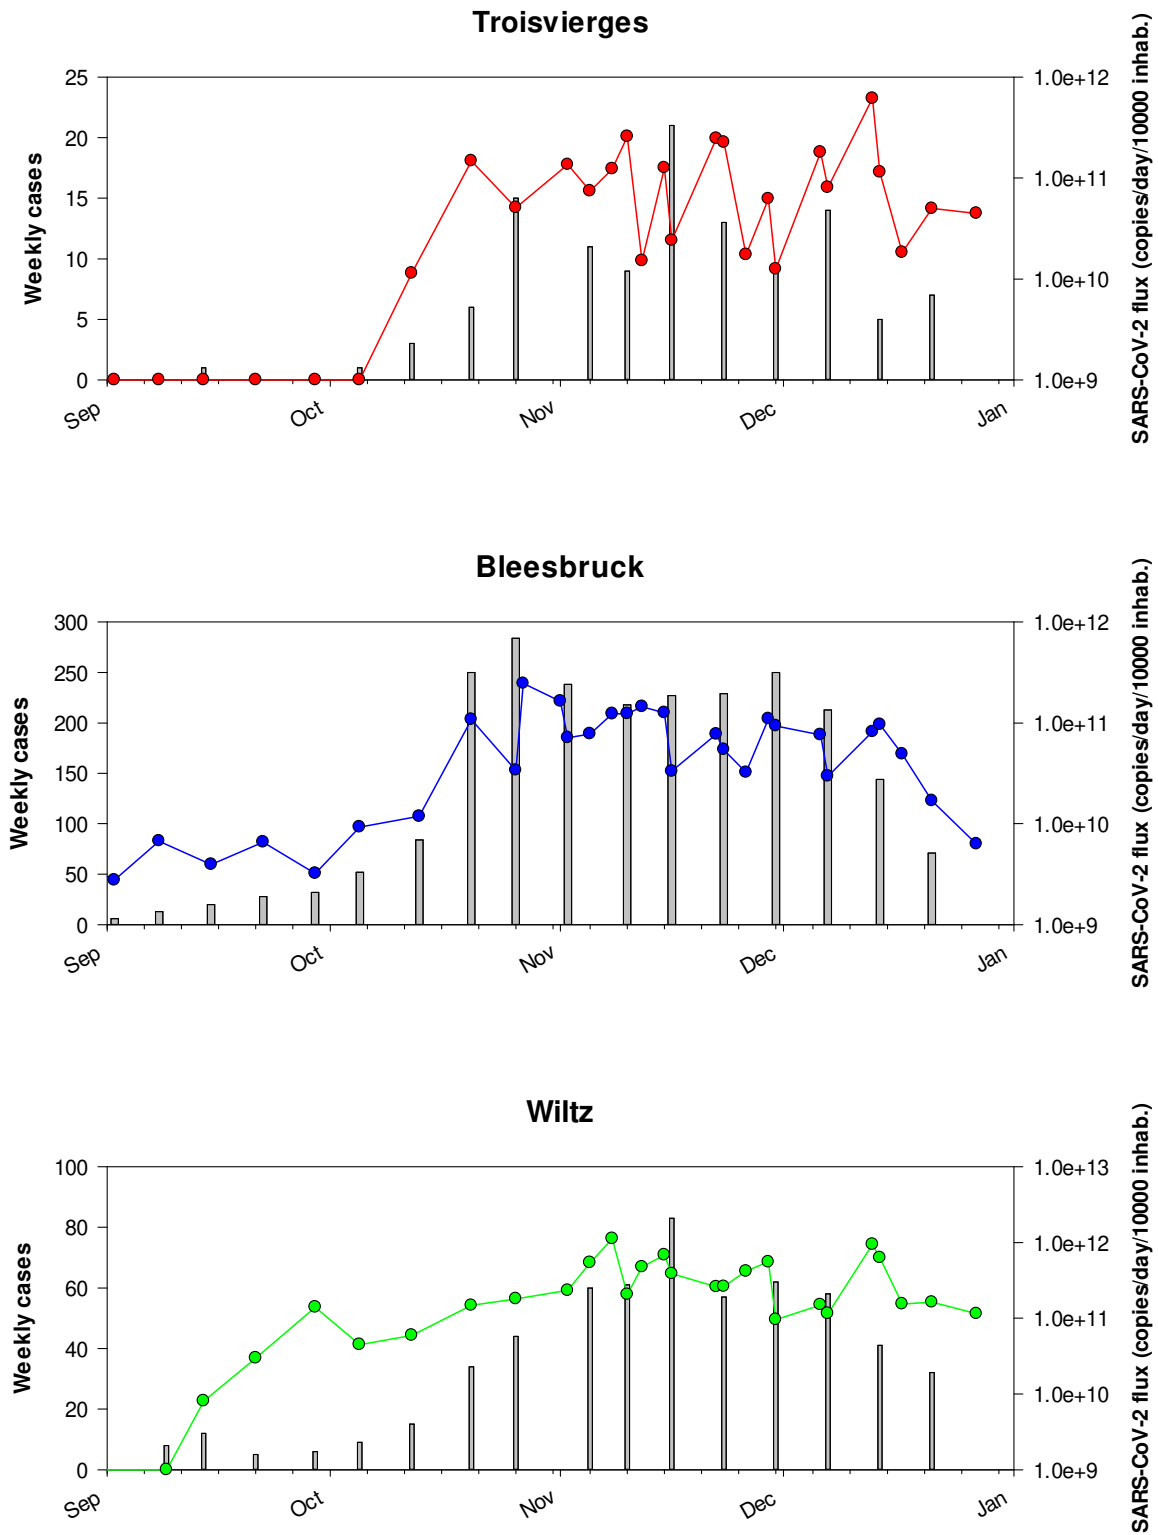 Troisvierges
Weekly cases
25
20
15
10
5
0
1.0e+12
1.0e+11
1.0e+10
1.0e+9
SARS-CoV-2 flux (copies/day/10000 inhab.)
Sep
Oct
Nov
Dec
Jan
Bleesbruck
Weekly cases
300
250
200
150
100
50
0
1.0e+12
1.0e+11
1.0e+10
1.0e+9
SARS-CoV-2 flux (copies/day/10000 inhab.)
Sep
Oct
Nov
Dec
Jan
Wiltz
Weekly cases
100
80
60
40
20
0
1.0e+13
1.0e+12
1.0e+11
1.0e+10
1.0e+9
SARS-CoV-2 flux (copies/day/10000 inhab.)
Sep
Oct
Nov
Dec
Jan